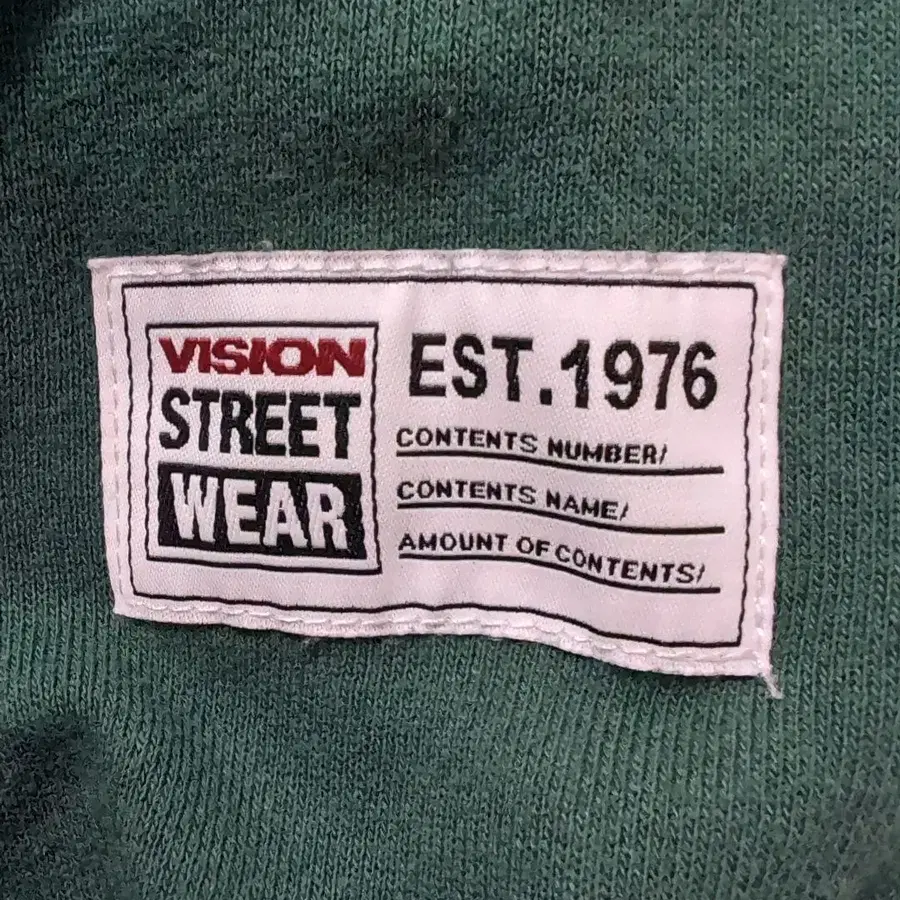 VISION
STREET
WEAR
EST.1976
CONTENTS NUMBER/
CONTENTS NAME/
AMOUNT OF CONTENTS/